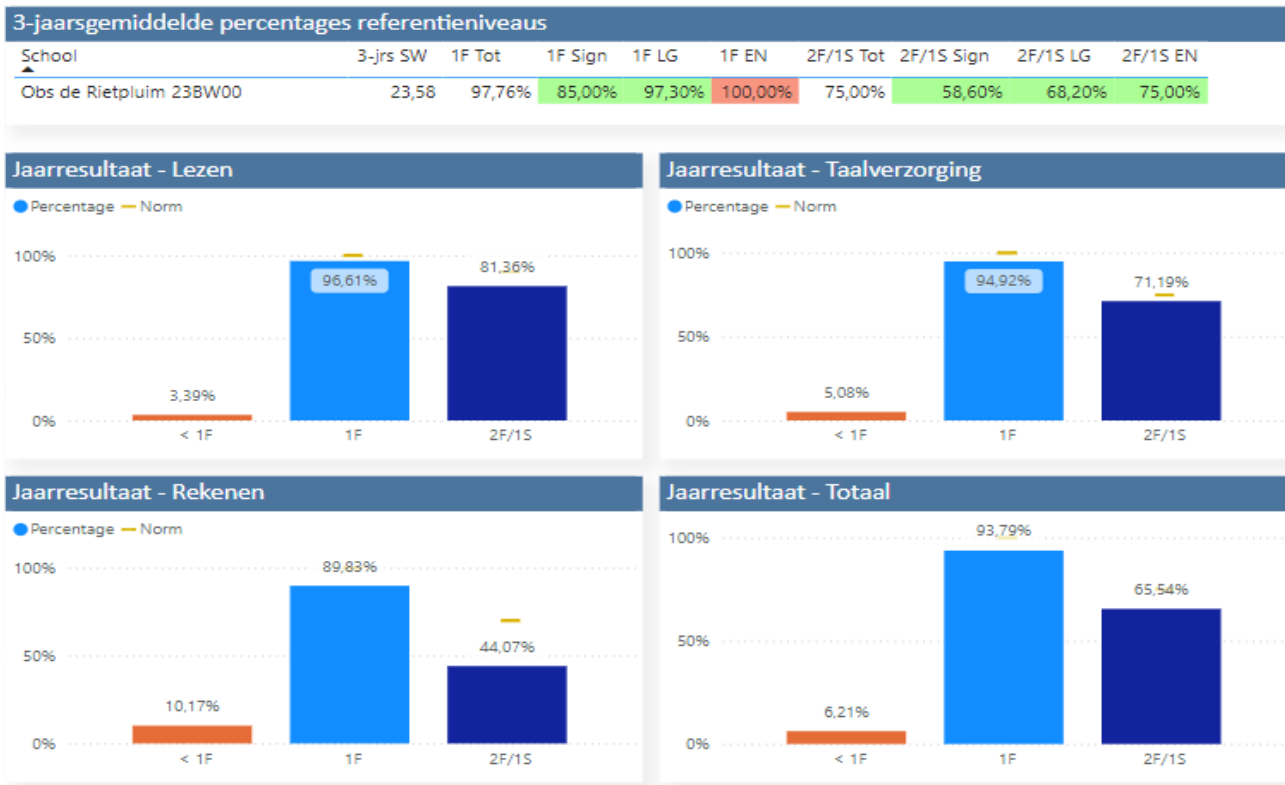 3-jaarsgemiddelde percentages referentieniveaus
School 3-jrs SW 1F Tot 1F Sign 1F LG 1F EN 2F/1S Tot 2F/1S Sign 2F/1S LG 2F/1S EN
Obs de Rietpluim 23BW00 23,58 97,76% 85,00% 97,30% 100,00% 75,00% 58,60% 68,20% 75,00%
Jaarresultaat - Lezen
Percentage Norm
100%
50%
0%
3,39%
96,61%
81,36%
< 1F 1F 2F/1S
Jaarresultaat - Taalverzorging
Percentage Norm
100%
50%
0%
5,08%
94,92%
71,19%
< 1F 1F 2F/1S
Jaarresultaat - Rekenen
Percentage Norm
100%
50%
0%
10,17%
89,83%
44,07%
< 1F 1F 2F/1S
Jaarresultaat - Totaal
100%
50%
0%
6,21%
93,79%
65,54%
< 1F 1F 2F/1S